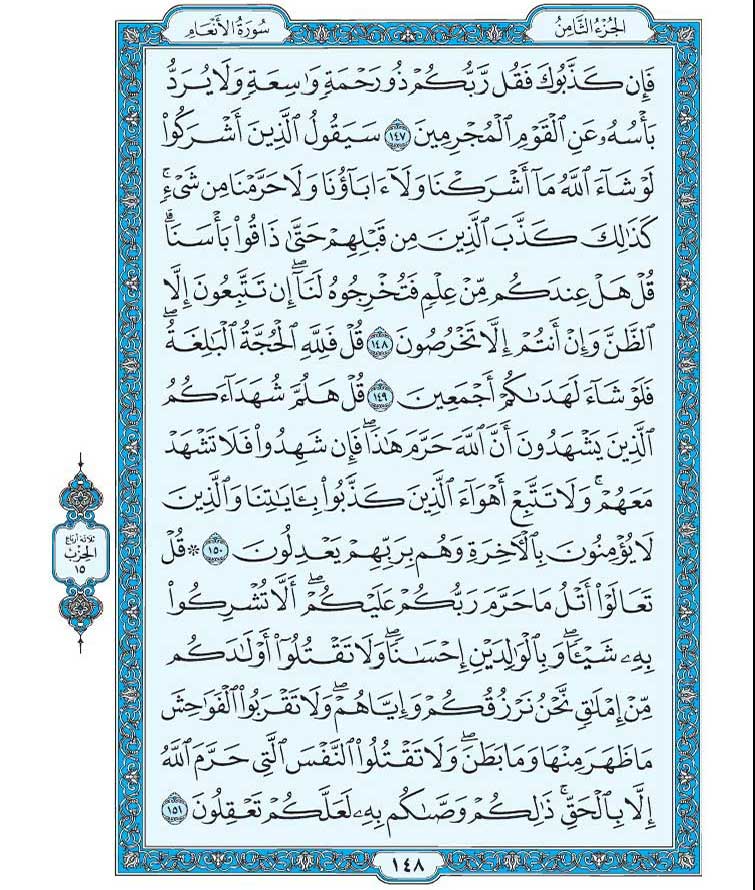 الجُزءُ الثَّامِنُ
سُورَةُ الأَنْعَامِ
فَإِن كَذَّبُوكَ فَقُل رَّبُّكُمۡ ذُو رَحۡمَةٖ وَٰسِعَةٖ وَلَا يُرَدُّ
بَأۡسُهُۥ عَنِ ٱلۡقَوۡمِ ٱلۡمُجۡرِمِينَ ١٤٧ سَيَقُولُ ٱلَّذِينَ أَشۡرَكُواْ
لَوۡ شَآءَ ٱللَّهُ مَآ أَشۡرَكۡنَا وَلَآ ءَابَآؤُنَا وَلَا حَرَّمۡنَا مِن شَيۡءٖۚ
كَذَٰلِكَ كَذَّبَ ٱلَّذِينَ مِن قَبۡلِهِمۡ حَتَّىٰ ذَاقُواْ بَأۡسَنَاۗ
قُلۡ هَلۡ عِندَكُم مِّنۡ عِلۡمٖ فَتُخۡرِجُوهُ لَنَآۖ إِن تَتَّبِعُونَ إِلَّا
ٱلظَّنَّ وَإِنۡ أَنتُمۡ إِلَّا تَخۡرُصُونَ ١٤٨ قُلۡ فَلِلَّهِ ٱلۡحُجَّةُ ٱلۡبَٰلِغَةُۖ
فَلَوۡ شَآءَ لَهَدَىٰكُمۡ أَجۡمَعِينَ ١٤٩ قُلۡ هَلُمَّ شُهَدَآءَكُمُ
ٱلَّذِينَ يَشۡهَدُونَ أَنَّ ٱللَّهَ حَرَّمَ هَٰذَاۖ فَإِن شَهِدُواْ فَلَا تَشۡهَدۡ
مَعَهُمۡۚ وَلَا تَتَّبِعۡ أَهۡوَآءَ ٱلَّذِينَ كَذَّبُواْ بِـَٔايَٰتِنَا وَٱلَّذِينَ
لَا يُؤۡمِنُونَ بِٱلۡأٓخِرَةِ وَهُم بِرَبِّهِمۡ يَعۡدِلُونَ ١٥٠ ۞ قُلۡ
تَعَالَوۡاْ أَتۡلُ مَا حَرَّمَ رَبُّكُمۡ عَلَيۡكُمۡۖ أَلَّا تُشۡرِكُواْ
بِهِۦ شَيۡـٔٗاۖ وَبِٱلۡوَٰلِدَيۡنِ إِحۡسَٰنٗاۖ وَلَا تَقۡتُلُوٓاْ أَوۡلَٰدَكُم
مِّنۡ إِمۡلَٰقٖ نَّحۡنُ نَرۡزُقُكُمۡ وَإِيَّاهُمۡۖ وَلَا تَقۡرَبُواْ ٱلۡفَوَٰحِشَ
مَا ظَهَرَ مِنۡهَا وَمَا بَطَنَۖ وَلَا تَقۡتُلُواْ ٱلنَّفۡسَ ٱلَّتِي حَرَّمَ ٱللَّهُ
إِلَّا بِٱلۡحَقِّۚ ذَٰلِكُمۡ وَصَّىٰكُم بِهِۦ لَعَلَّكُمۡ تَعۡقِلُونَ ١٥١
ثلاثة أرباع
الحزب
١٥
١٤٨